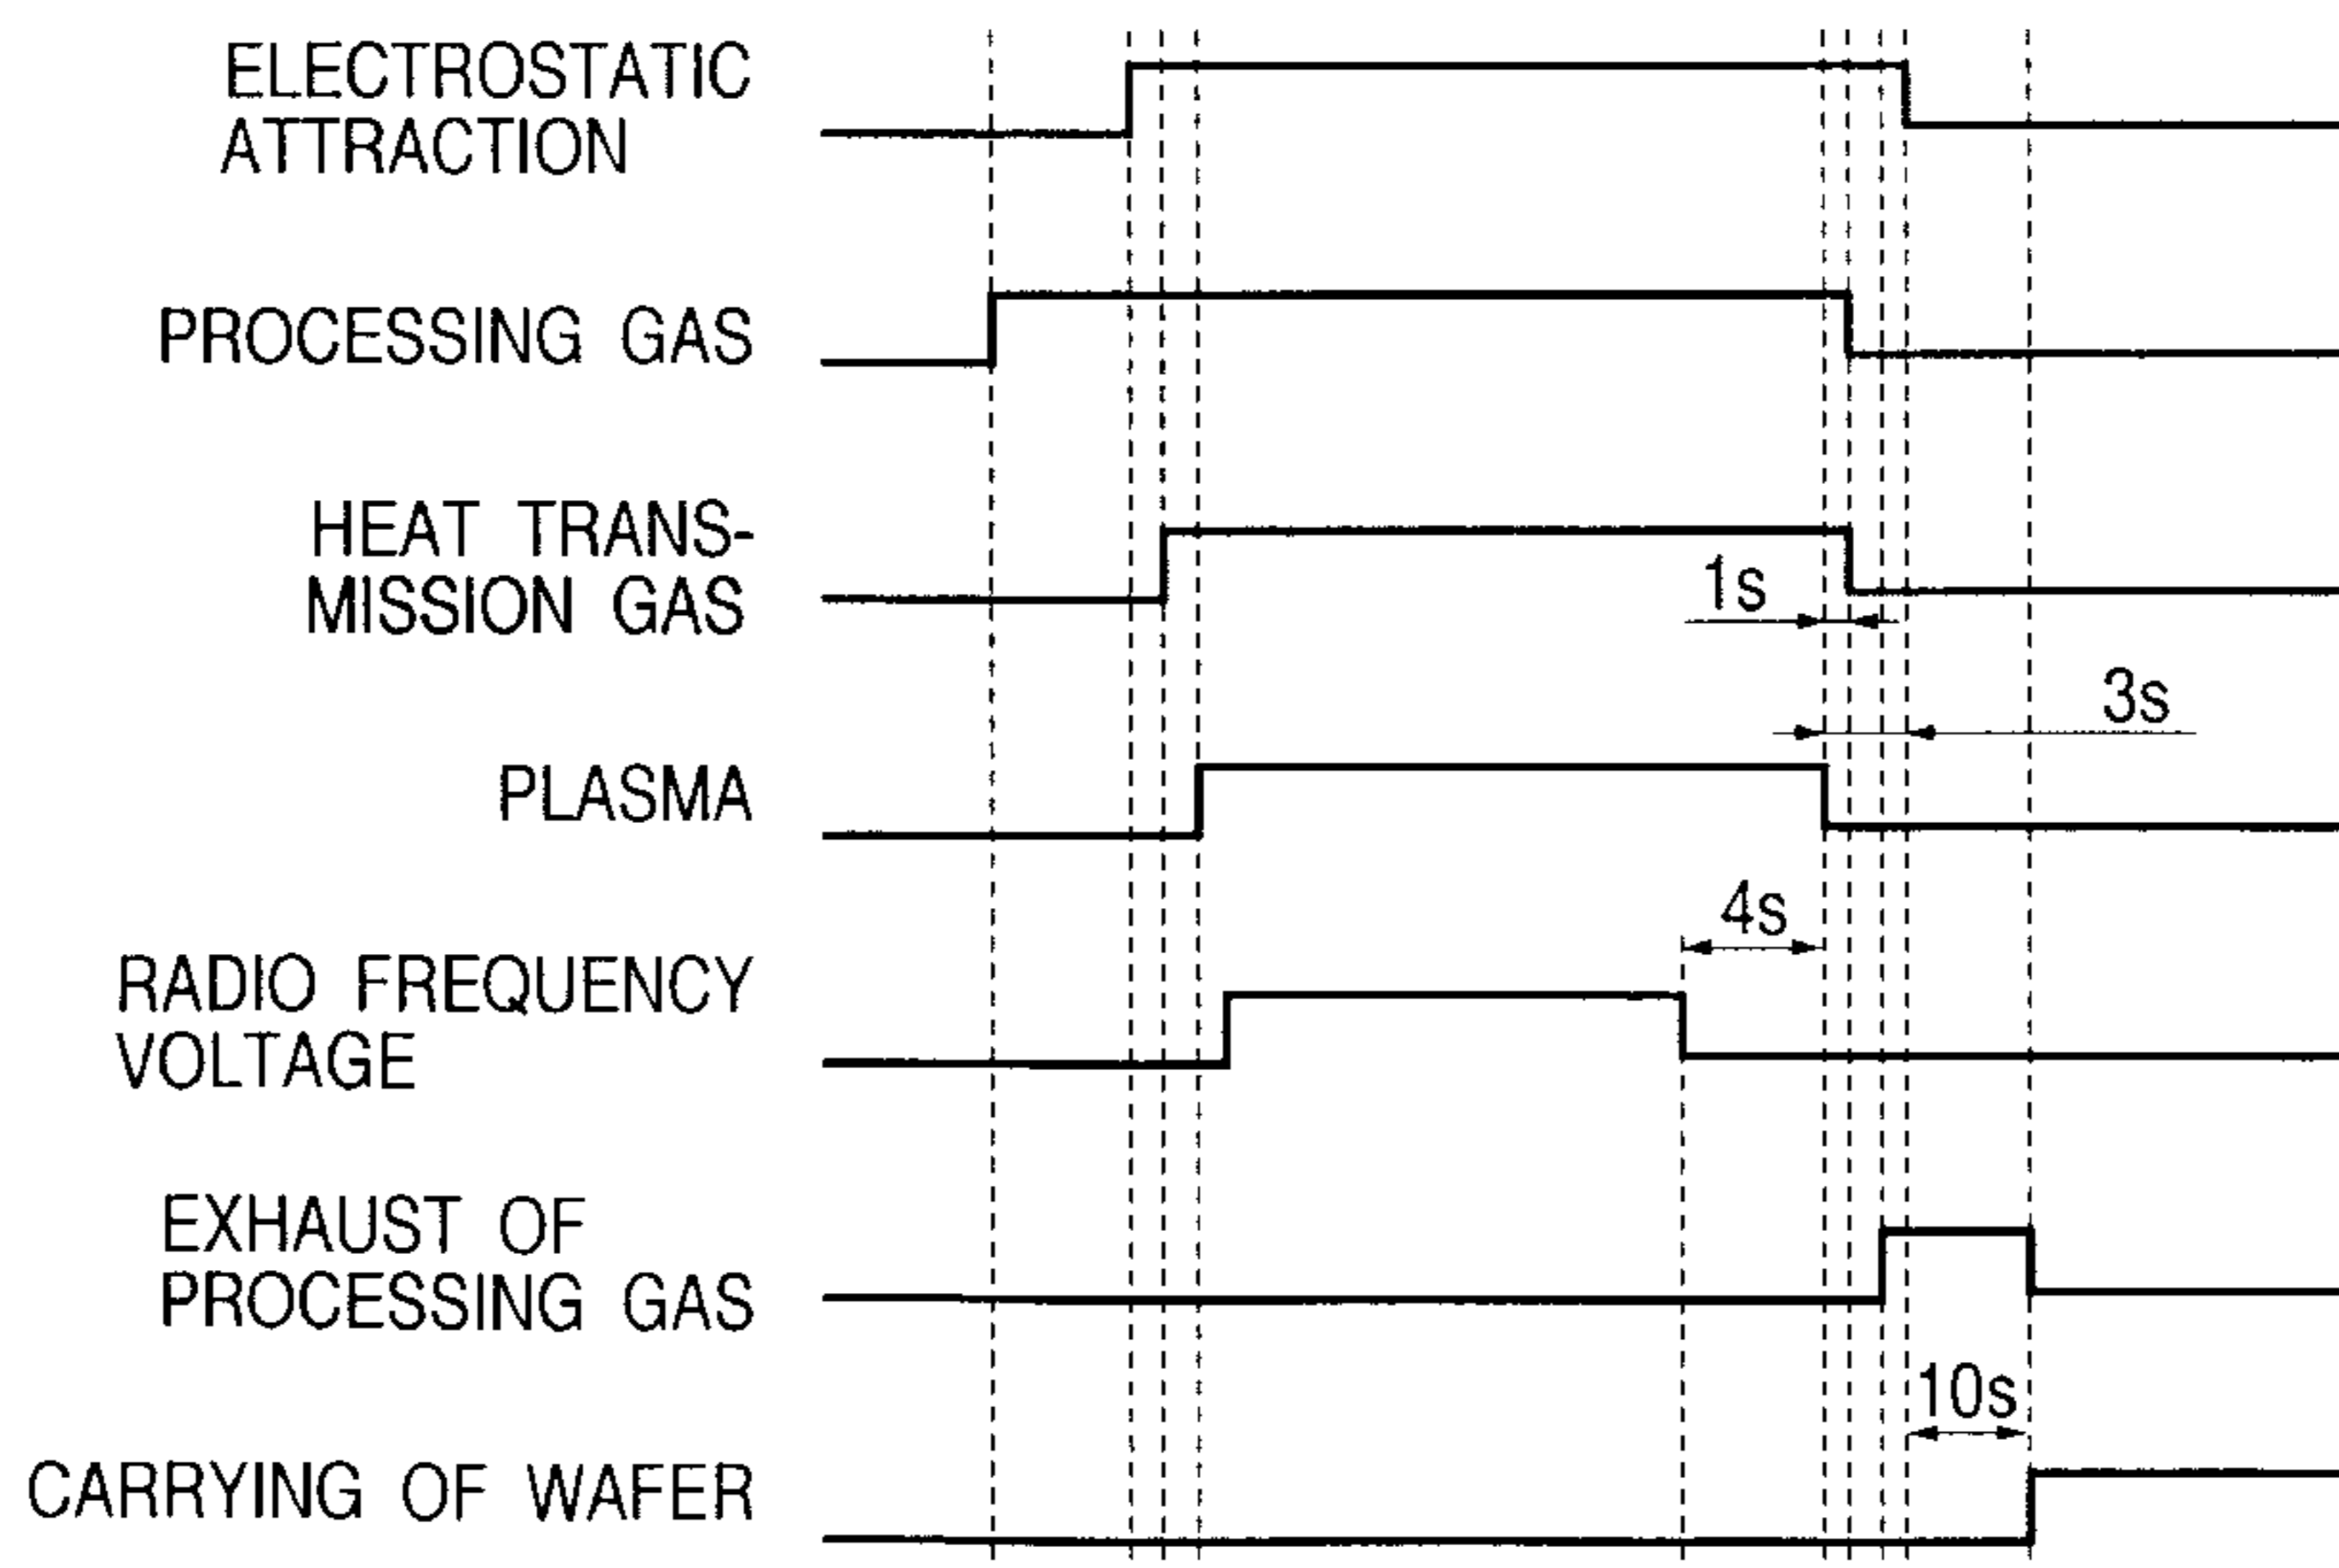 ELECTROSTATIC
ATTRACTION
PROCESSING GAS
HEAT TRANS-
MISSION GAS
1s
3s
PLASMA
4s
RADIO FREQUENCY
VOLTAGE
EXHAUST OF
PROCESSING GAS
10s
CARRYING OF WAFER